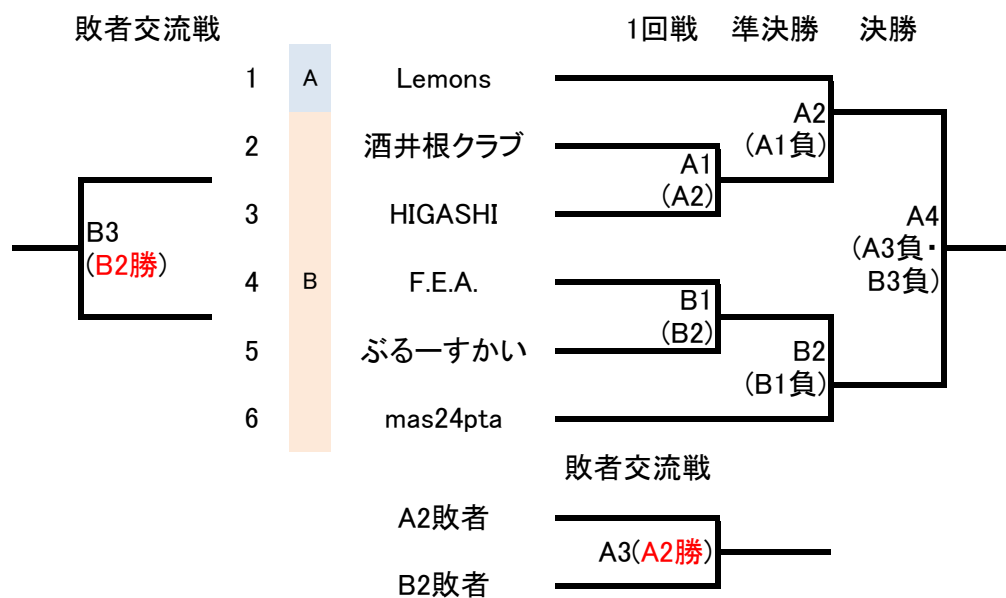 敗者交流戦 1回戦 準決勝 決勝
1 A Lemons
A2
(A1負)
2 酒井根クラブ
A1
(A2)
3 HIGASHI
A4
(A3負・
B3負)
B3
(B2勝)
4 B F.E.A.
B1
(B2)
5 ぶるーすかい
B2
(B1負)
6 mas24pta
敗者交流戦
A2敗者
A3(A2勝)
B2敗者